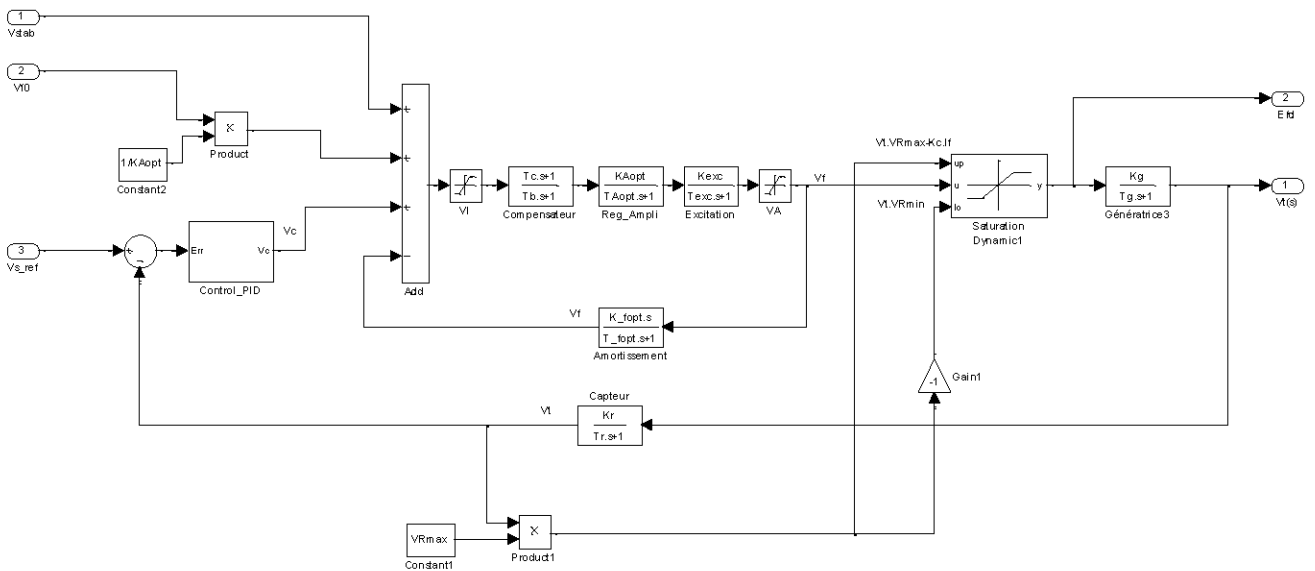 1
Vstab
2
Vf0
1/KAopt
Constant2
X
Product
3
Vs_ref
+
-
Err
Vc
Control_PID
Vc
+
+
+
-
Add
VI
Tc.s+1
Tb.s+1
Compensateur
KAopt
TAopt.s+1
Reg_Ampli
Kexc
Texc.s+1
Excitation
VA
Vf
Vt.VRmax-Kc.If
Vt.VRmin
up
u
lo
y
Saturation
Dynamic1
2
Efd
Kg
Tg.s+1
Génératrice3
1
Vt(s)
Vf
K_fopt.s
T_fopt.s+1
Amortissement
-1
Gain1
Capteur
Vt
Kr
Tr.s+1
VRmax
Constant1
X
Product1